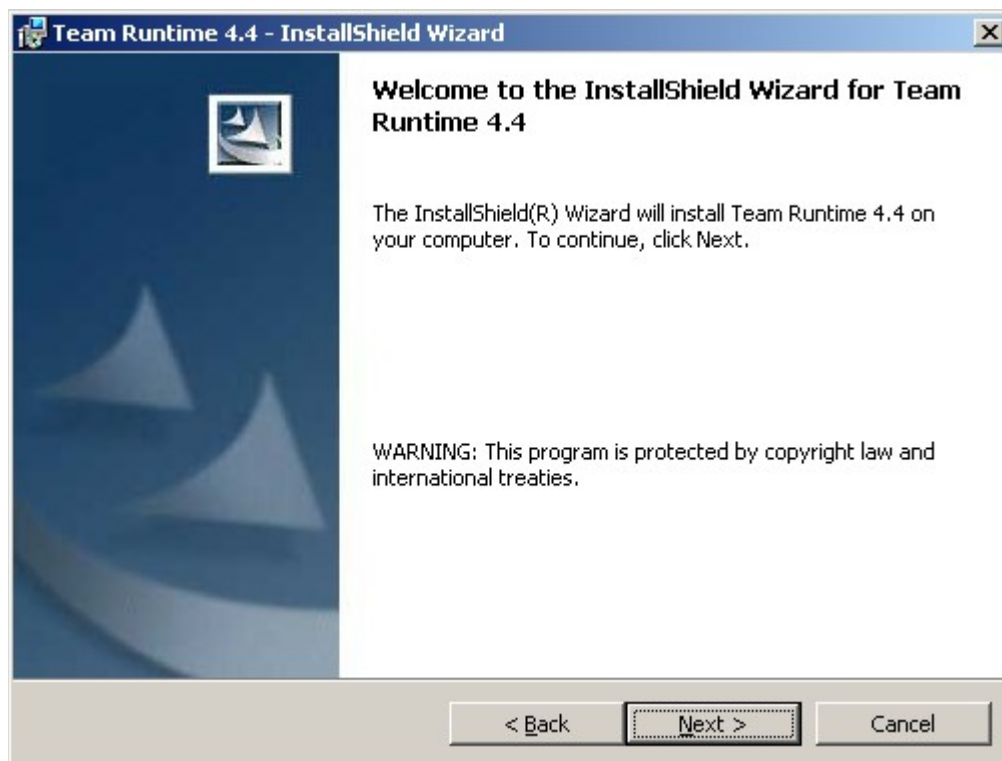 Team Runtime 4.4 - InstallShield Wizard
Welcome to the InstallShield Wizard for Team
Runtime 4.4
The InstallShield(R) Wizard will install Team Runtime 4.4 on
your computer. To continue, click Next.
WARNING: This program is protected by copyright law and
international treaties.
< Back Next > Cancel